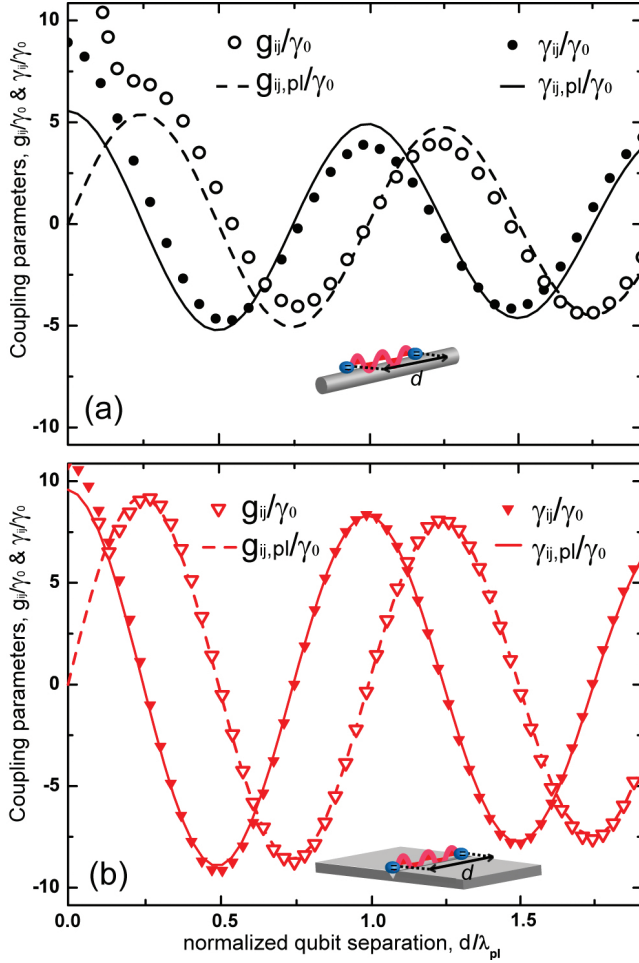 10
5
0
-5
-10
Coupling parameters, gij/γ0 & γij/γ0
gij/γ0
γij/γ0
gij,pl/γ0
γij,pl/γ0
d
(a)
10
5
0
-5
-10
Coupling parameters, gij/γ0 & γij/γ0
gij/γ0
γij/γ0
gij,pl/γ0
γij,pl/γ0
d
(b)
0.0 0.5 1.0 1.5
normalized qubit separation, d/λpl